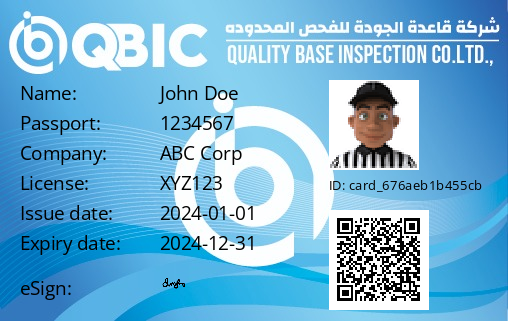 QBIC
شركة قاعدة الجودة للفحص المحدوده
QUALITY BASE INSPECTION CO.LTD.,
Name: John Doe
Passport: 1234567
Company: ABC Corp
License: XYZ123
ID: card_676aeb1b455cb
Issue date: 2024-01-01
Expiry date: 2024-12-31
eSign: